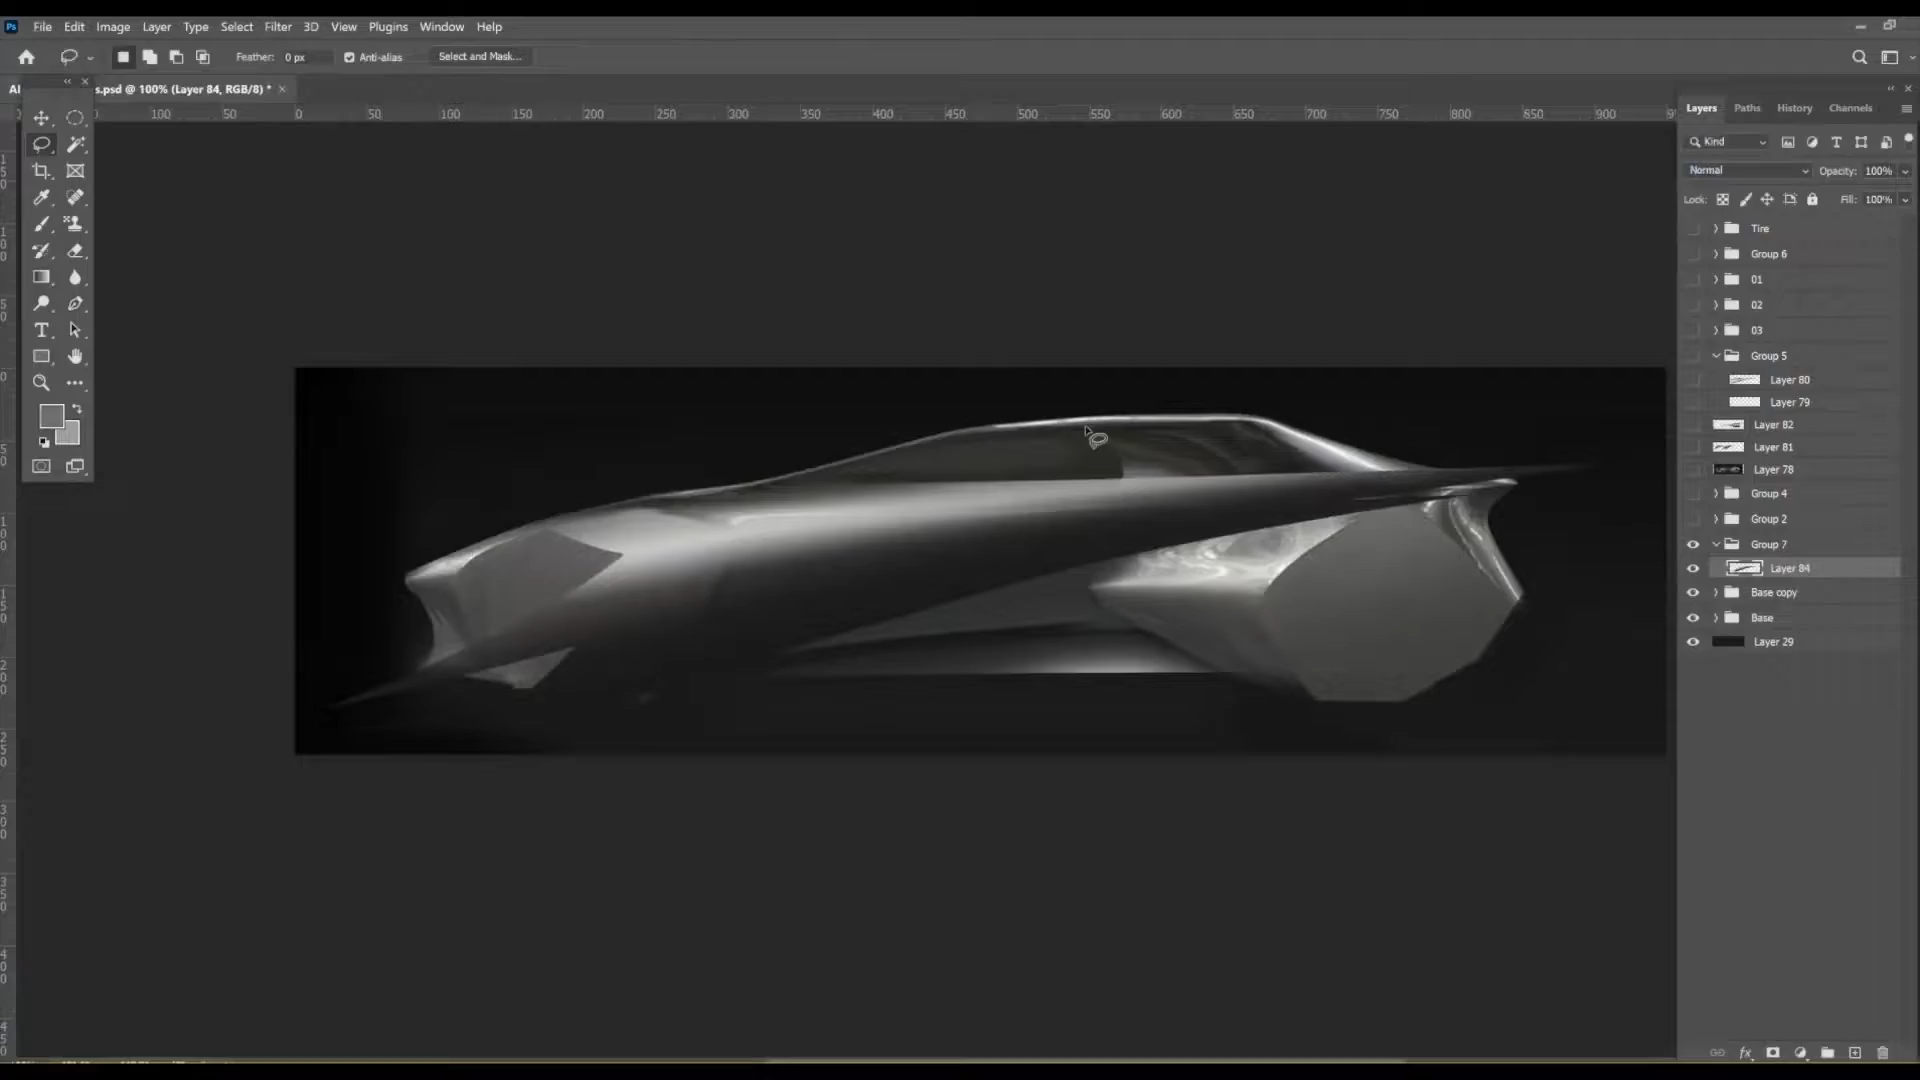 Ps File Edit Image Layer Type Select Filter 3D View Plugins Window Help
Feather: 0 px Anti-alias Select and Mask...
s.psd @ 100% (Layer 84, RGB/8) *
100 50 0 50 100 150 200 250 300 350 400 450 500 550 600 650 700 750 800 850 900
Layers Paths History Channels
Kind
Normal Opacity: 100%
Lock: Fill: 100%
Tire
Group 6
01
02
03
Group 5
Layer 80
Layer 79
Layer 82
Layer 81
Layer 78
Group 4
Group 2
Group 7
Layer 84
Base copy
Base
Layer 29
fx